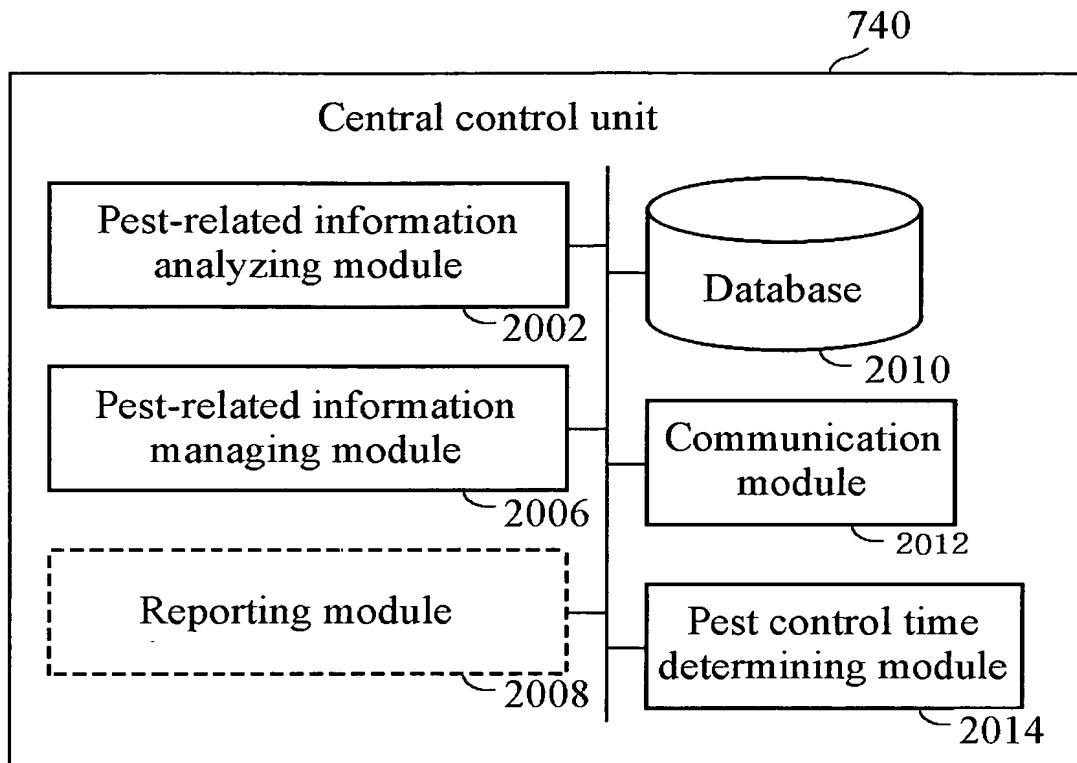 740
Central control unit
Pest-related information
analyzing module
2002
Database
2010
Pest-related information
managing module
2006
Communication
module
2012
Reporting module
2008
Pest control time
determining module
2014